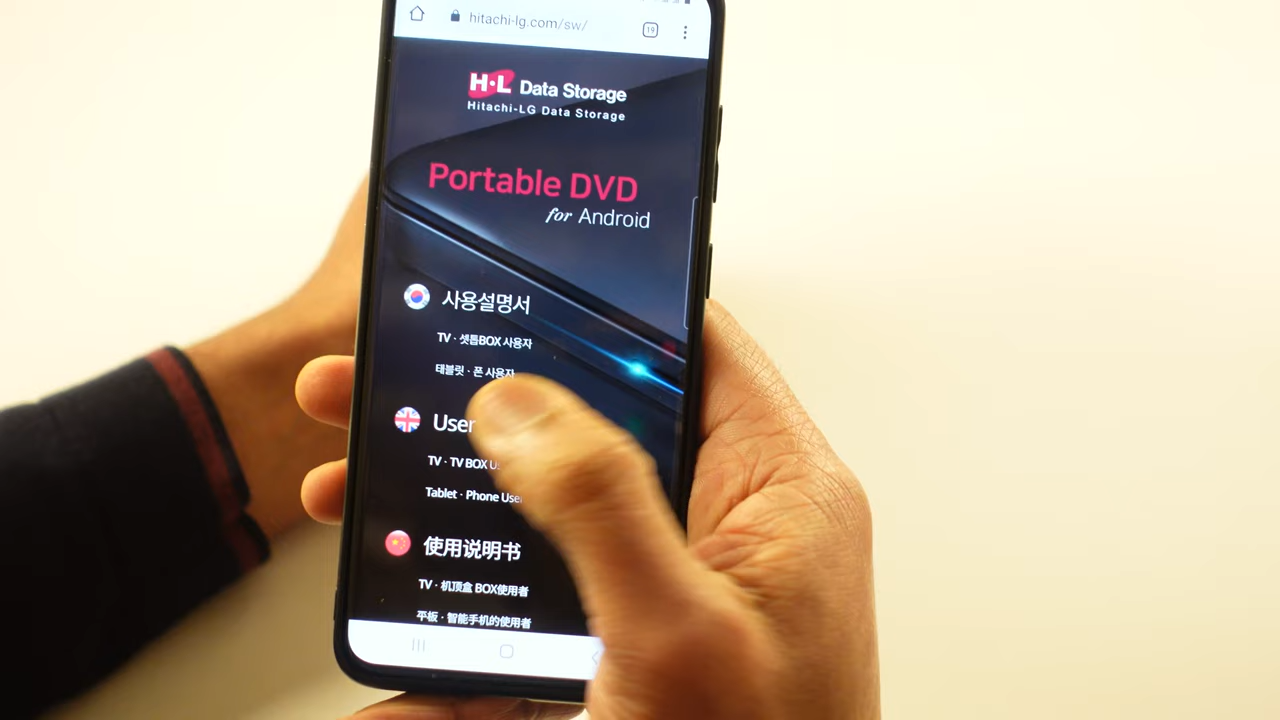 hitachi-lg.com/sw/
19
H·L Data Storage
Hitachi-LG Data Storage
Portable DVD
for Android
사용설명서
TV · 셋톱BOX 사용자
테블릿 · 폰 사용자
User
TV · TV BOX U
Tablet · Phone User
使用说明书
TV · 机顶盒 BOX使用者
平板 · 智能手机的使用者